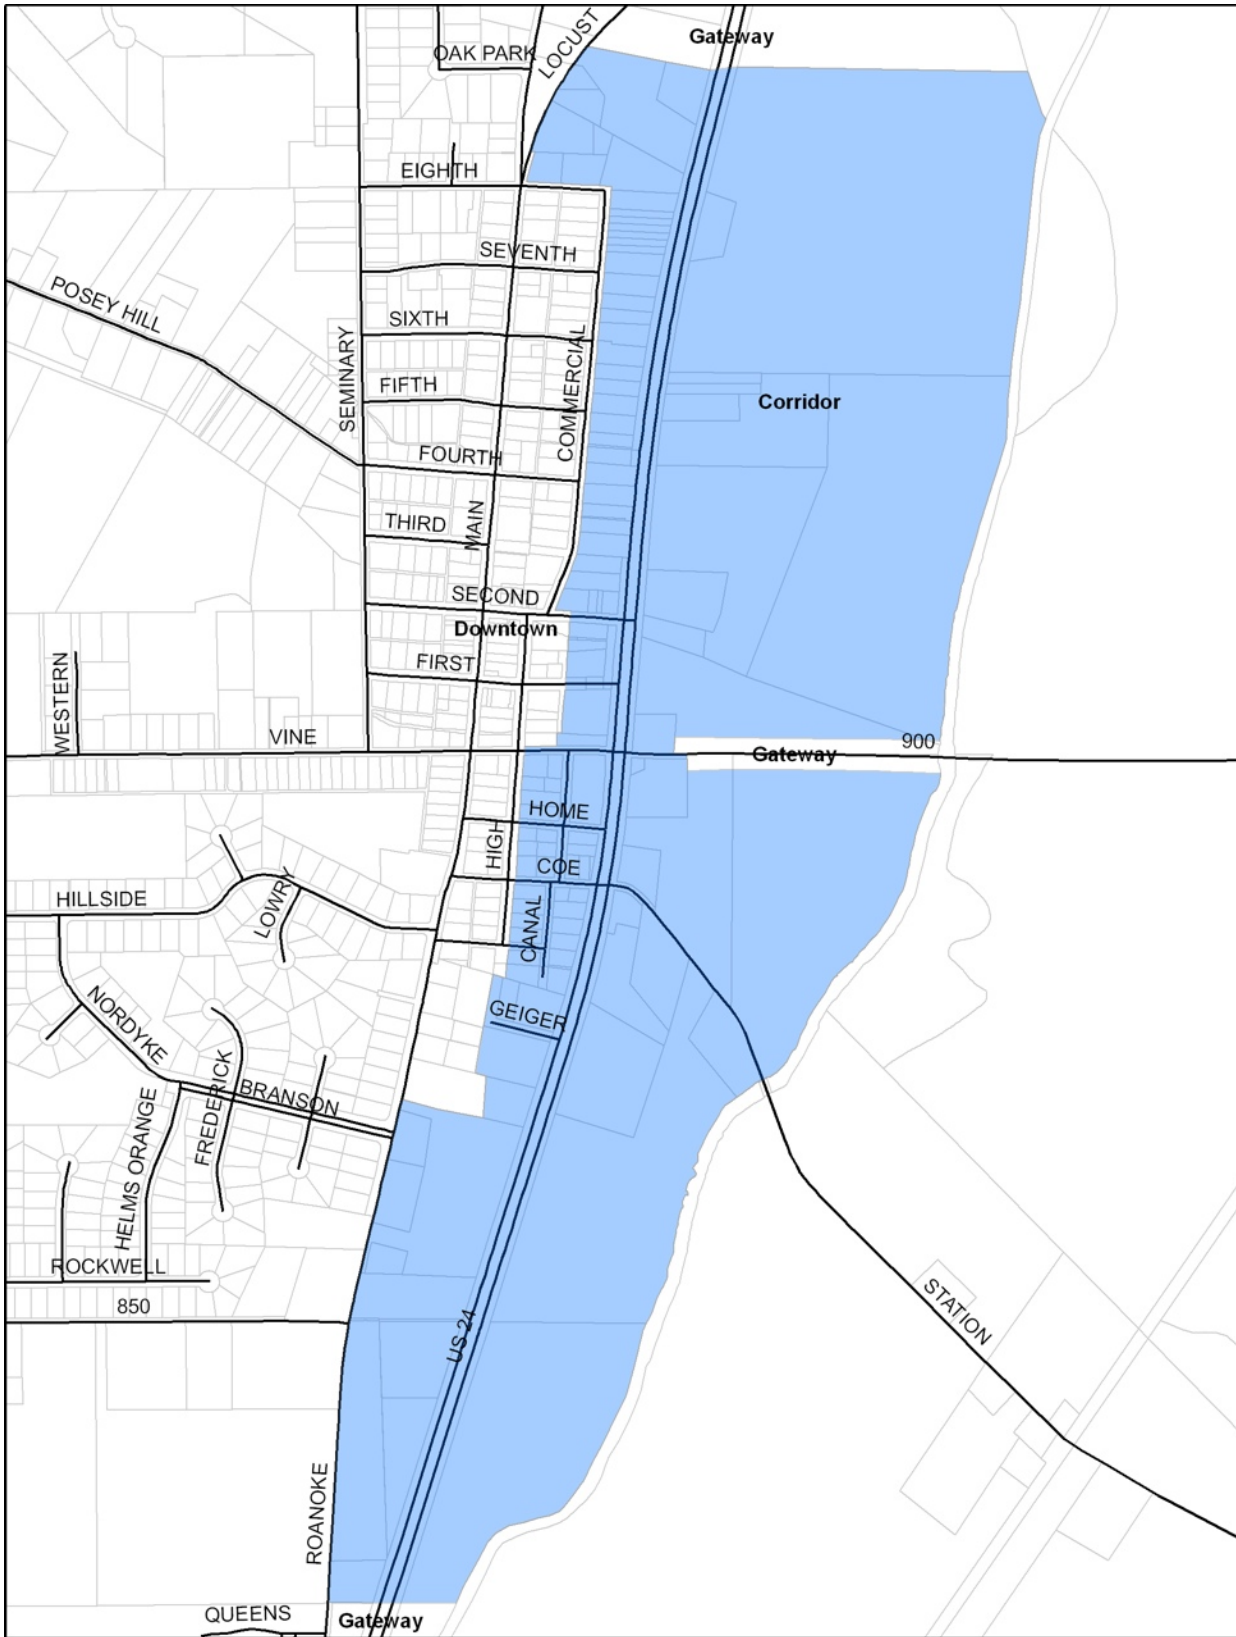 Gateway
LOCUST
OAK PARK
EIGHTH
SEVENTH
POSEY HILL
SIXTH
SEMINARY
COMMERCIAL
FIFTH
Corridor
FOURTH
MAIN
THIRD
SECOND
Downtown
FIRST
WESTERN
VINE
900
Gateway
HOME
HIGH
COE
HILLSIDE
LOWRY
CANAL
NORDYKE
GEIGER
FREDERICK
BRANSON
HELMS ORANGE
ROCKWELL
850
STATION
US 24
ROANOKE
QUEENS
Gateway